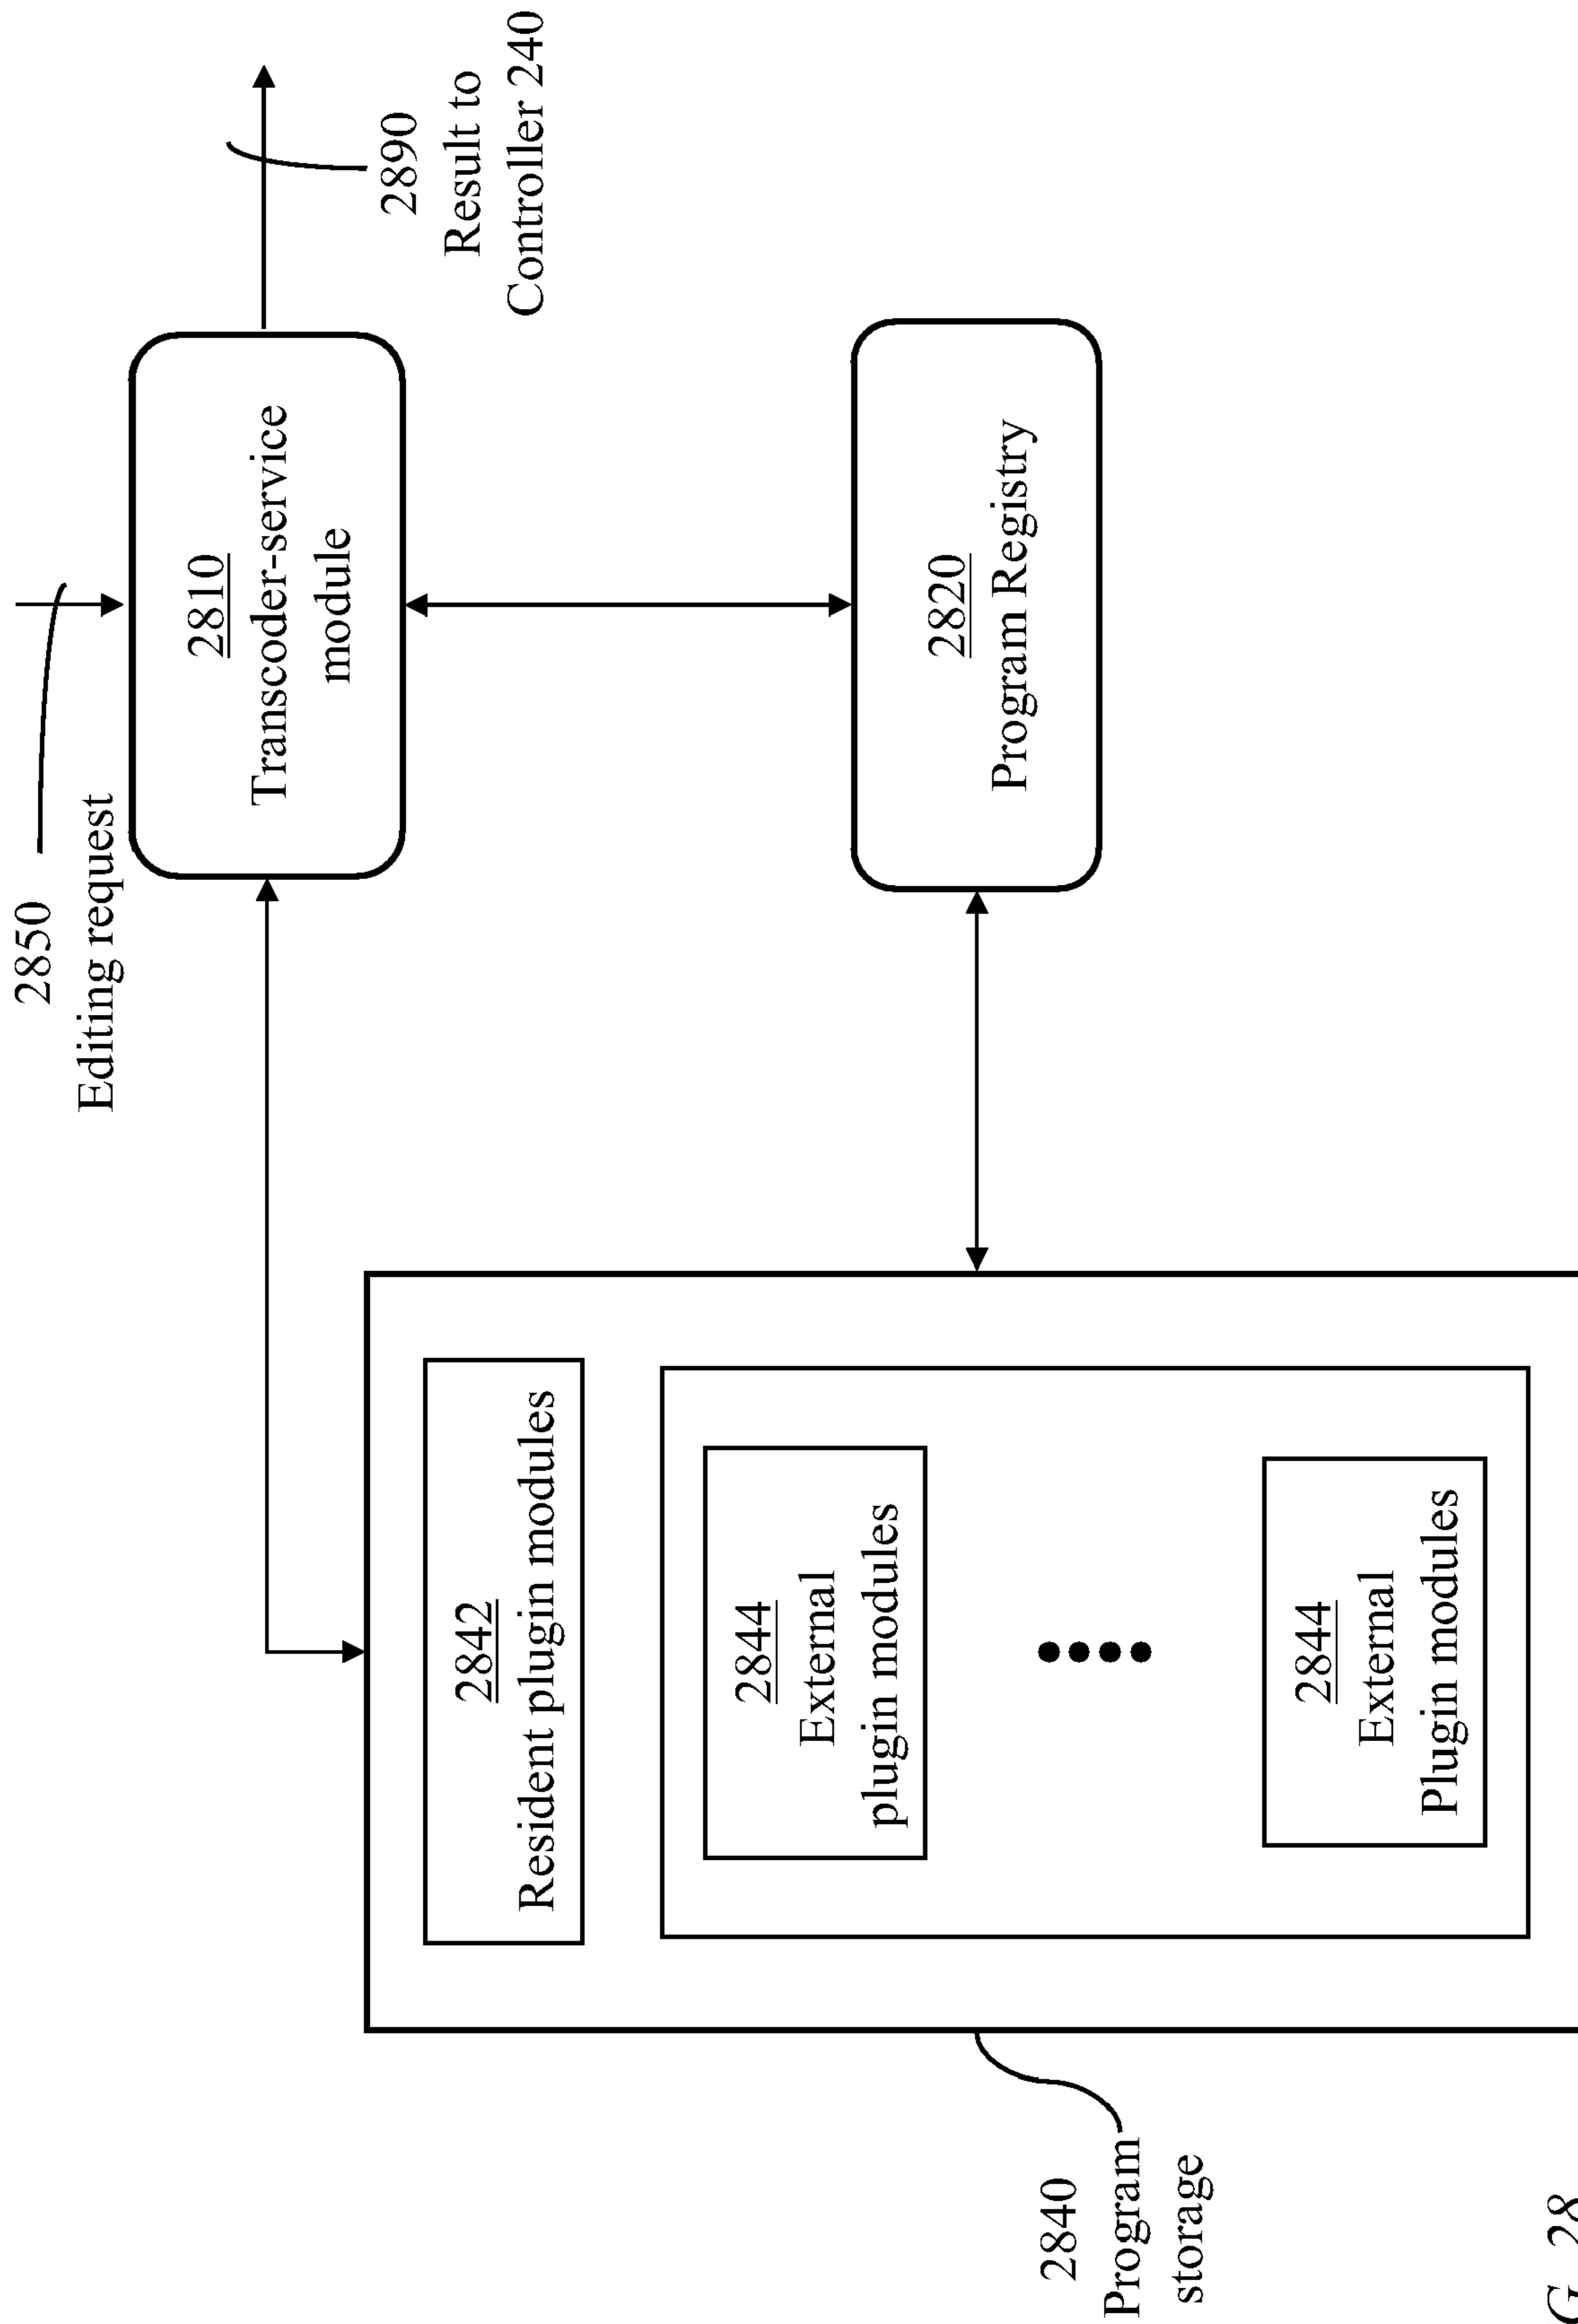 2850
Editing request
2810
Transcoder-service
module
2890
Result to
Controller 240
2842
Resident plugin modules
2844
External
plugin modules
2844
External
Plugin modules
2820
Program Registry
2840
Program
storage
G. 28